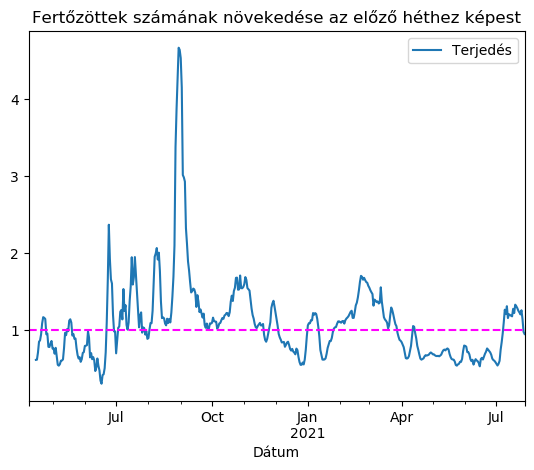 Fertőzöttek számának növekedése az előző héthez képest
Terjedés
4
3
2
1
Jul
Oct
Jan
2021
Apr
Jul
Dátum